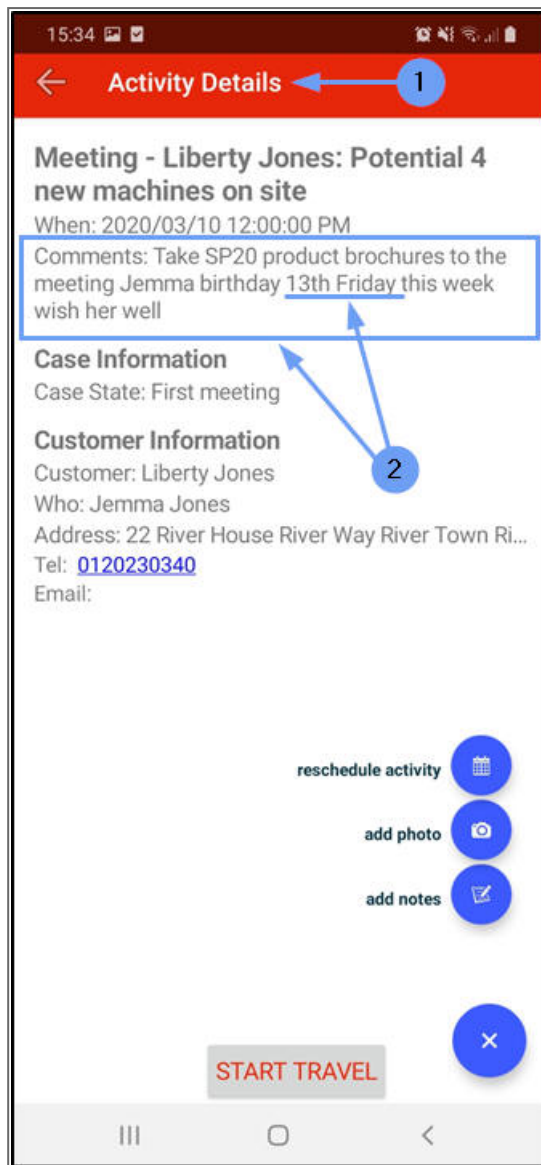 15:34
Activity Details
1
Meeting - Liberty Jones: Potential 4
new machines on site
When: 2020/03/10 12:00:00 PM
Comments: Take SP20 product brochures to the
meeting Jemma birthday 13th Friday this week
wish her well
Case Information
Case State: First meeting
Customer Information
2
Customer: Liberty Jones
Who: Jemma Jones
Address: 22 River House River Way River Town Ri...
Tel: 0120230340
Email:
reschedule activity
add photo
add notes
START TRAVEL